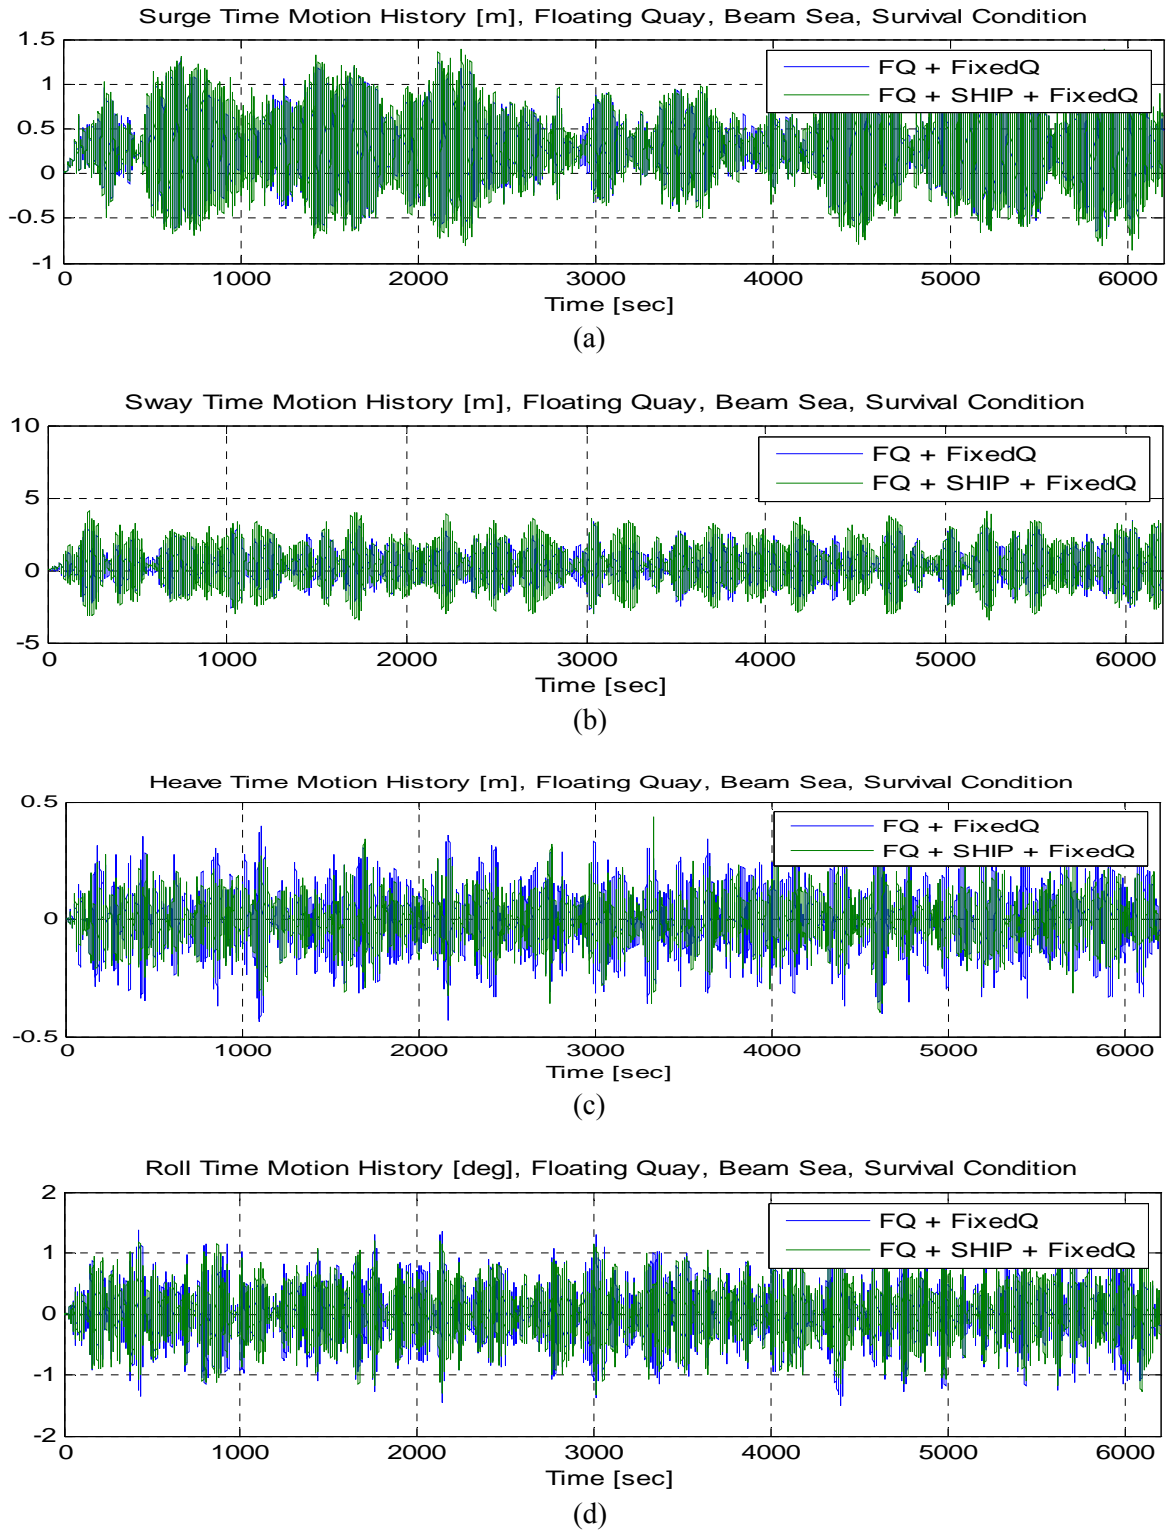 Surge Time Motion History [m], Floating Quay, Beam Sea, Survival Condition
1.5
FQ + FixedQ
1
FQ + SHIP + FixedQ
0.5
0
-0.5
-1
0 1000 2000 3000 4000 5000 6000
Time [sec]
(a)
Sway Time Motion History [m], Floating Quay, Beam Sea, Survival Condition
10
FQ + FixedQ
5
FQ + SHIP + FixedQ
0
-5
0 1000 2000 3000 4000 5000 6000
Time [sec]
(b)
Heave Time Motion History [m], Floating Quay, Beam Sea, Survival Condition
0.5
FQ + FixedQ
FQ + SHIP + FixedQ
0
-0.5
0 1000 2000 3000 4000 5000 6000
Time [sec]
(c)
Roll Time Motion History [deg], Floating Quay, Beam Sea, Survival Condition
2
FQ + FixedQ
1
FQ + SHIP + FixedQ
0
-1
-2
0 1000 2000 3000 4000 5000 6000
Time [sec]
(d)